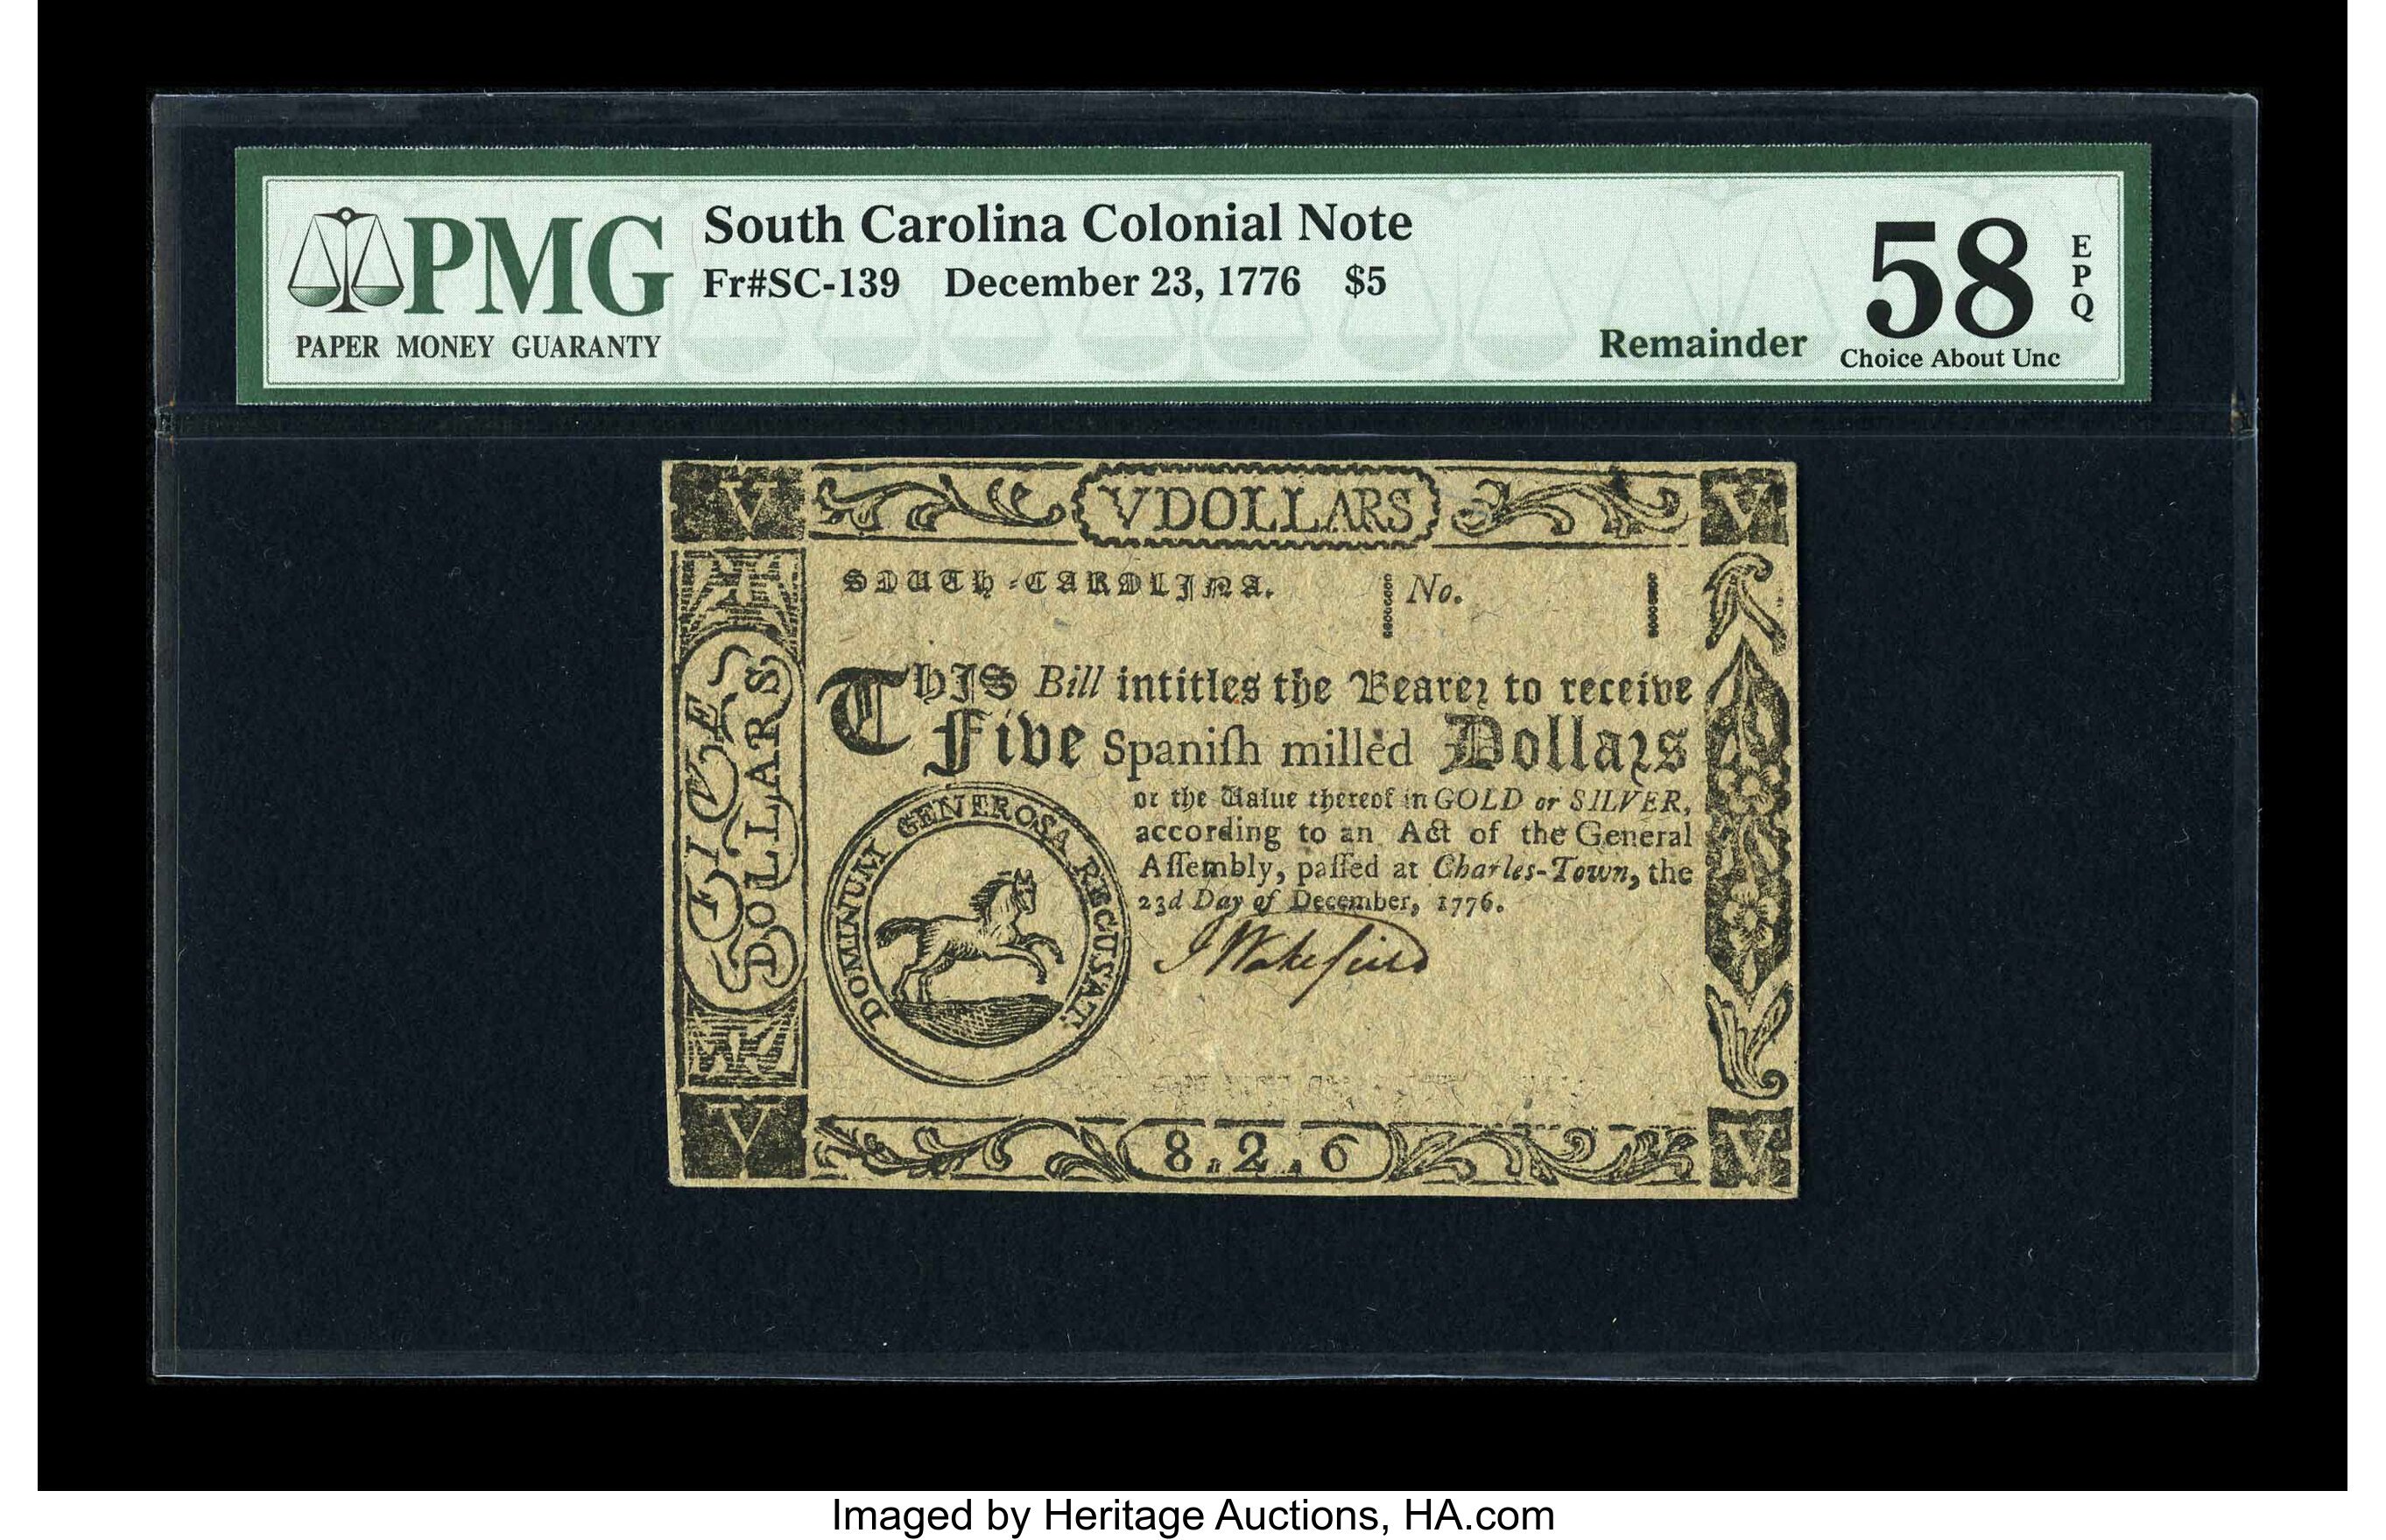 PMG
PAPER MONEY GUARANTY
South Carolina Colonial Note
Fr#SC-139 December 23, 1776 $5
Remainder
58
EPQ
Choice About Unc
V
V DOLLARS
V
SOUTH-CAROLINA. No.
FIVE
DOLLARS
THIS Bill intitles the Bearer to receive
Five Spaniſh milled Dollars
or the Value thereof in GOLD or SILVER,
according to an Act of the General
Aſſembly, paſſed at Charles-Town, the
23d Day of December, 1776.
DOMINUM GENEROSA RECUSAT.
J Wakefield
V
8.2.6
V
Imaged by Heritage Auctions, HA.com